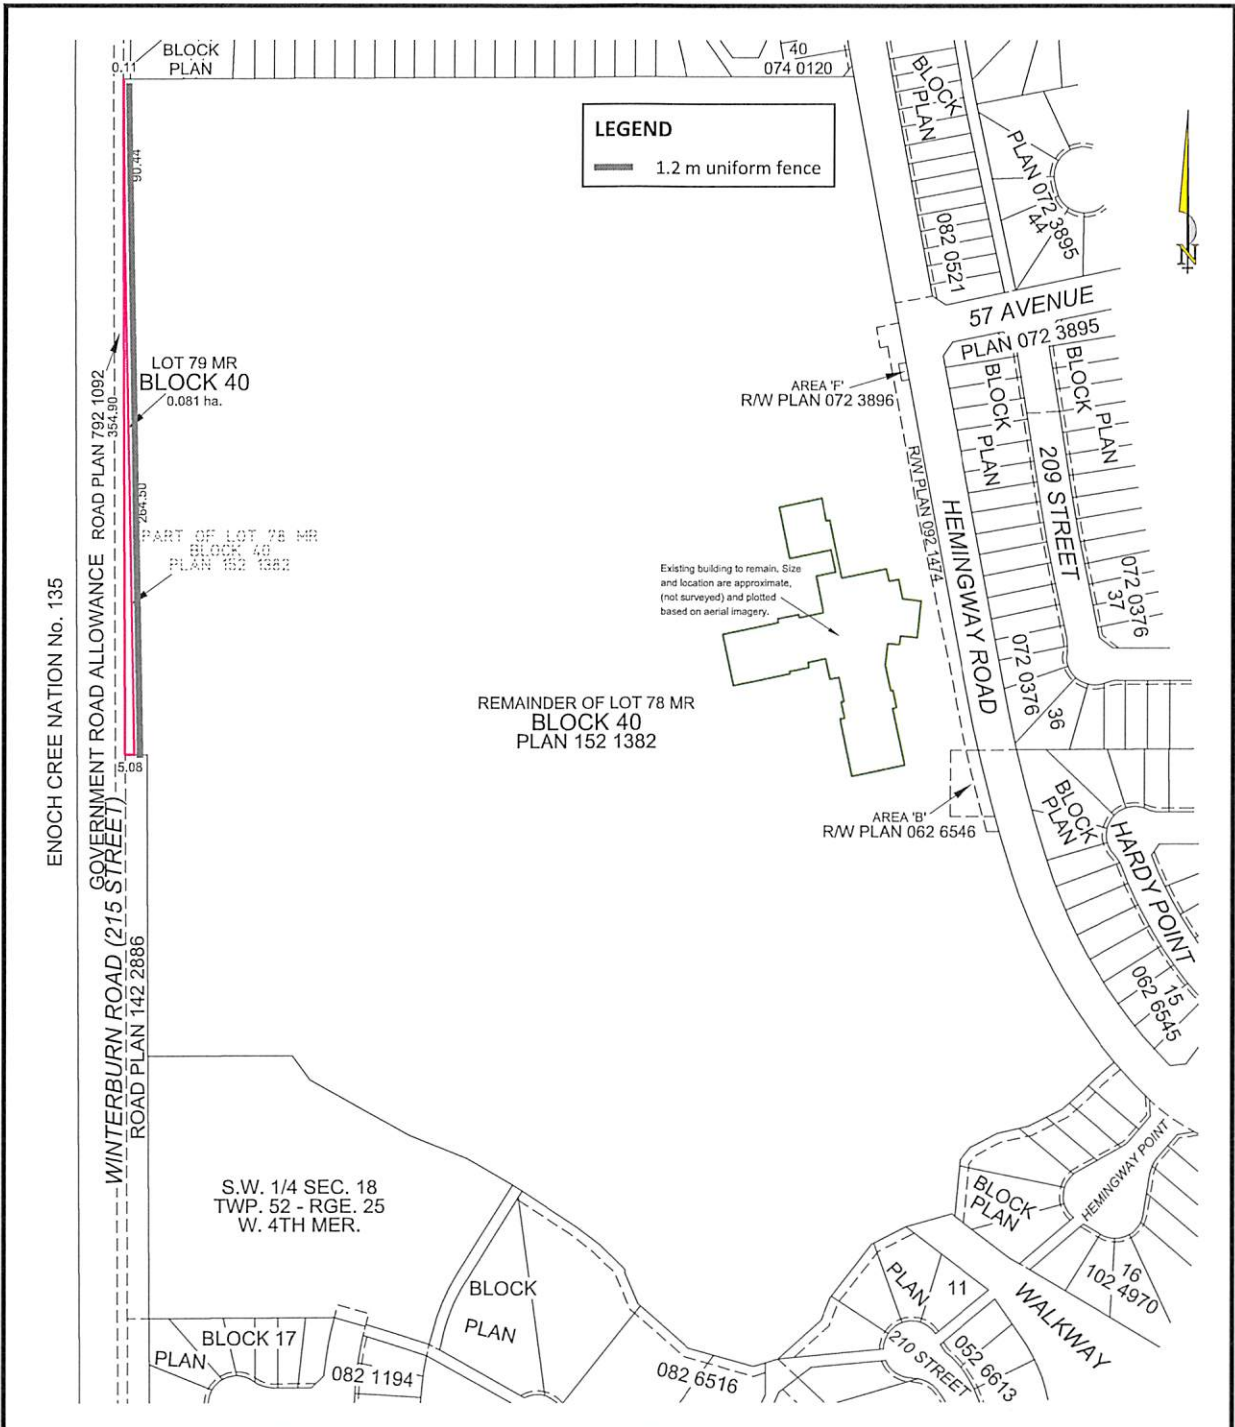 0.11
BLOCK
PLAN
40
074 0120
LEGEND
1.2 m uniform fence
BLOCK
PLAN
082 0521
PLAN 072 3895
44
N
90.44
57 AVENUE
PLAN 072 3895
LOT 79 MR
BLOCK 40
0.081 ha.
AREA 'F'
R/W PLAN 072 3896
BLOCK
PLAN
BLOCK
PLAN
209 STREET
072 0376
37
R/W PLAN 092 1474
HEMINGWAY ROAD
072 0376
36
354.90
264.50
PART OF LOT 78 MR
BLOCK 40
PLAN 152 1382
Existing building to remain. Size
and location are approximate,
(not surveyed) and plotted
based on aerial imagery.
ENOCH CREE NATION No. 135
GOVERNMENT ROAD ALLOWANCE ROAD PLAN 792 1092
WINTERBURN ROAD (215 STREET)
ROAD PLAN 142 2886
5.08
REMAINDER OF LOT 78 MR
BLOCK 40
PLAN 152 1382
AREA 'B'
R/W PLAN 062 6546
BLOCK
PLAN
HARDY POINT
15
062 6545
S.W. 1/4 SEC. 18
TWP. 52 - RGE. 25
W. 4TH MER.
BLOCK
PLAN
HEMINGWAY POINT
16
102 4970
WALKWAY
BLOCK
PLAN
PLAN
11
210 STREET
052 6613
BLOCK 17
PLAN
082 1194
082 6516